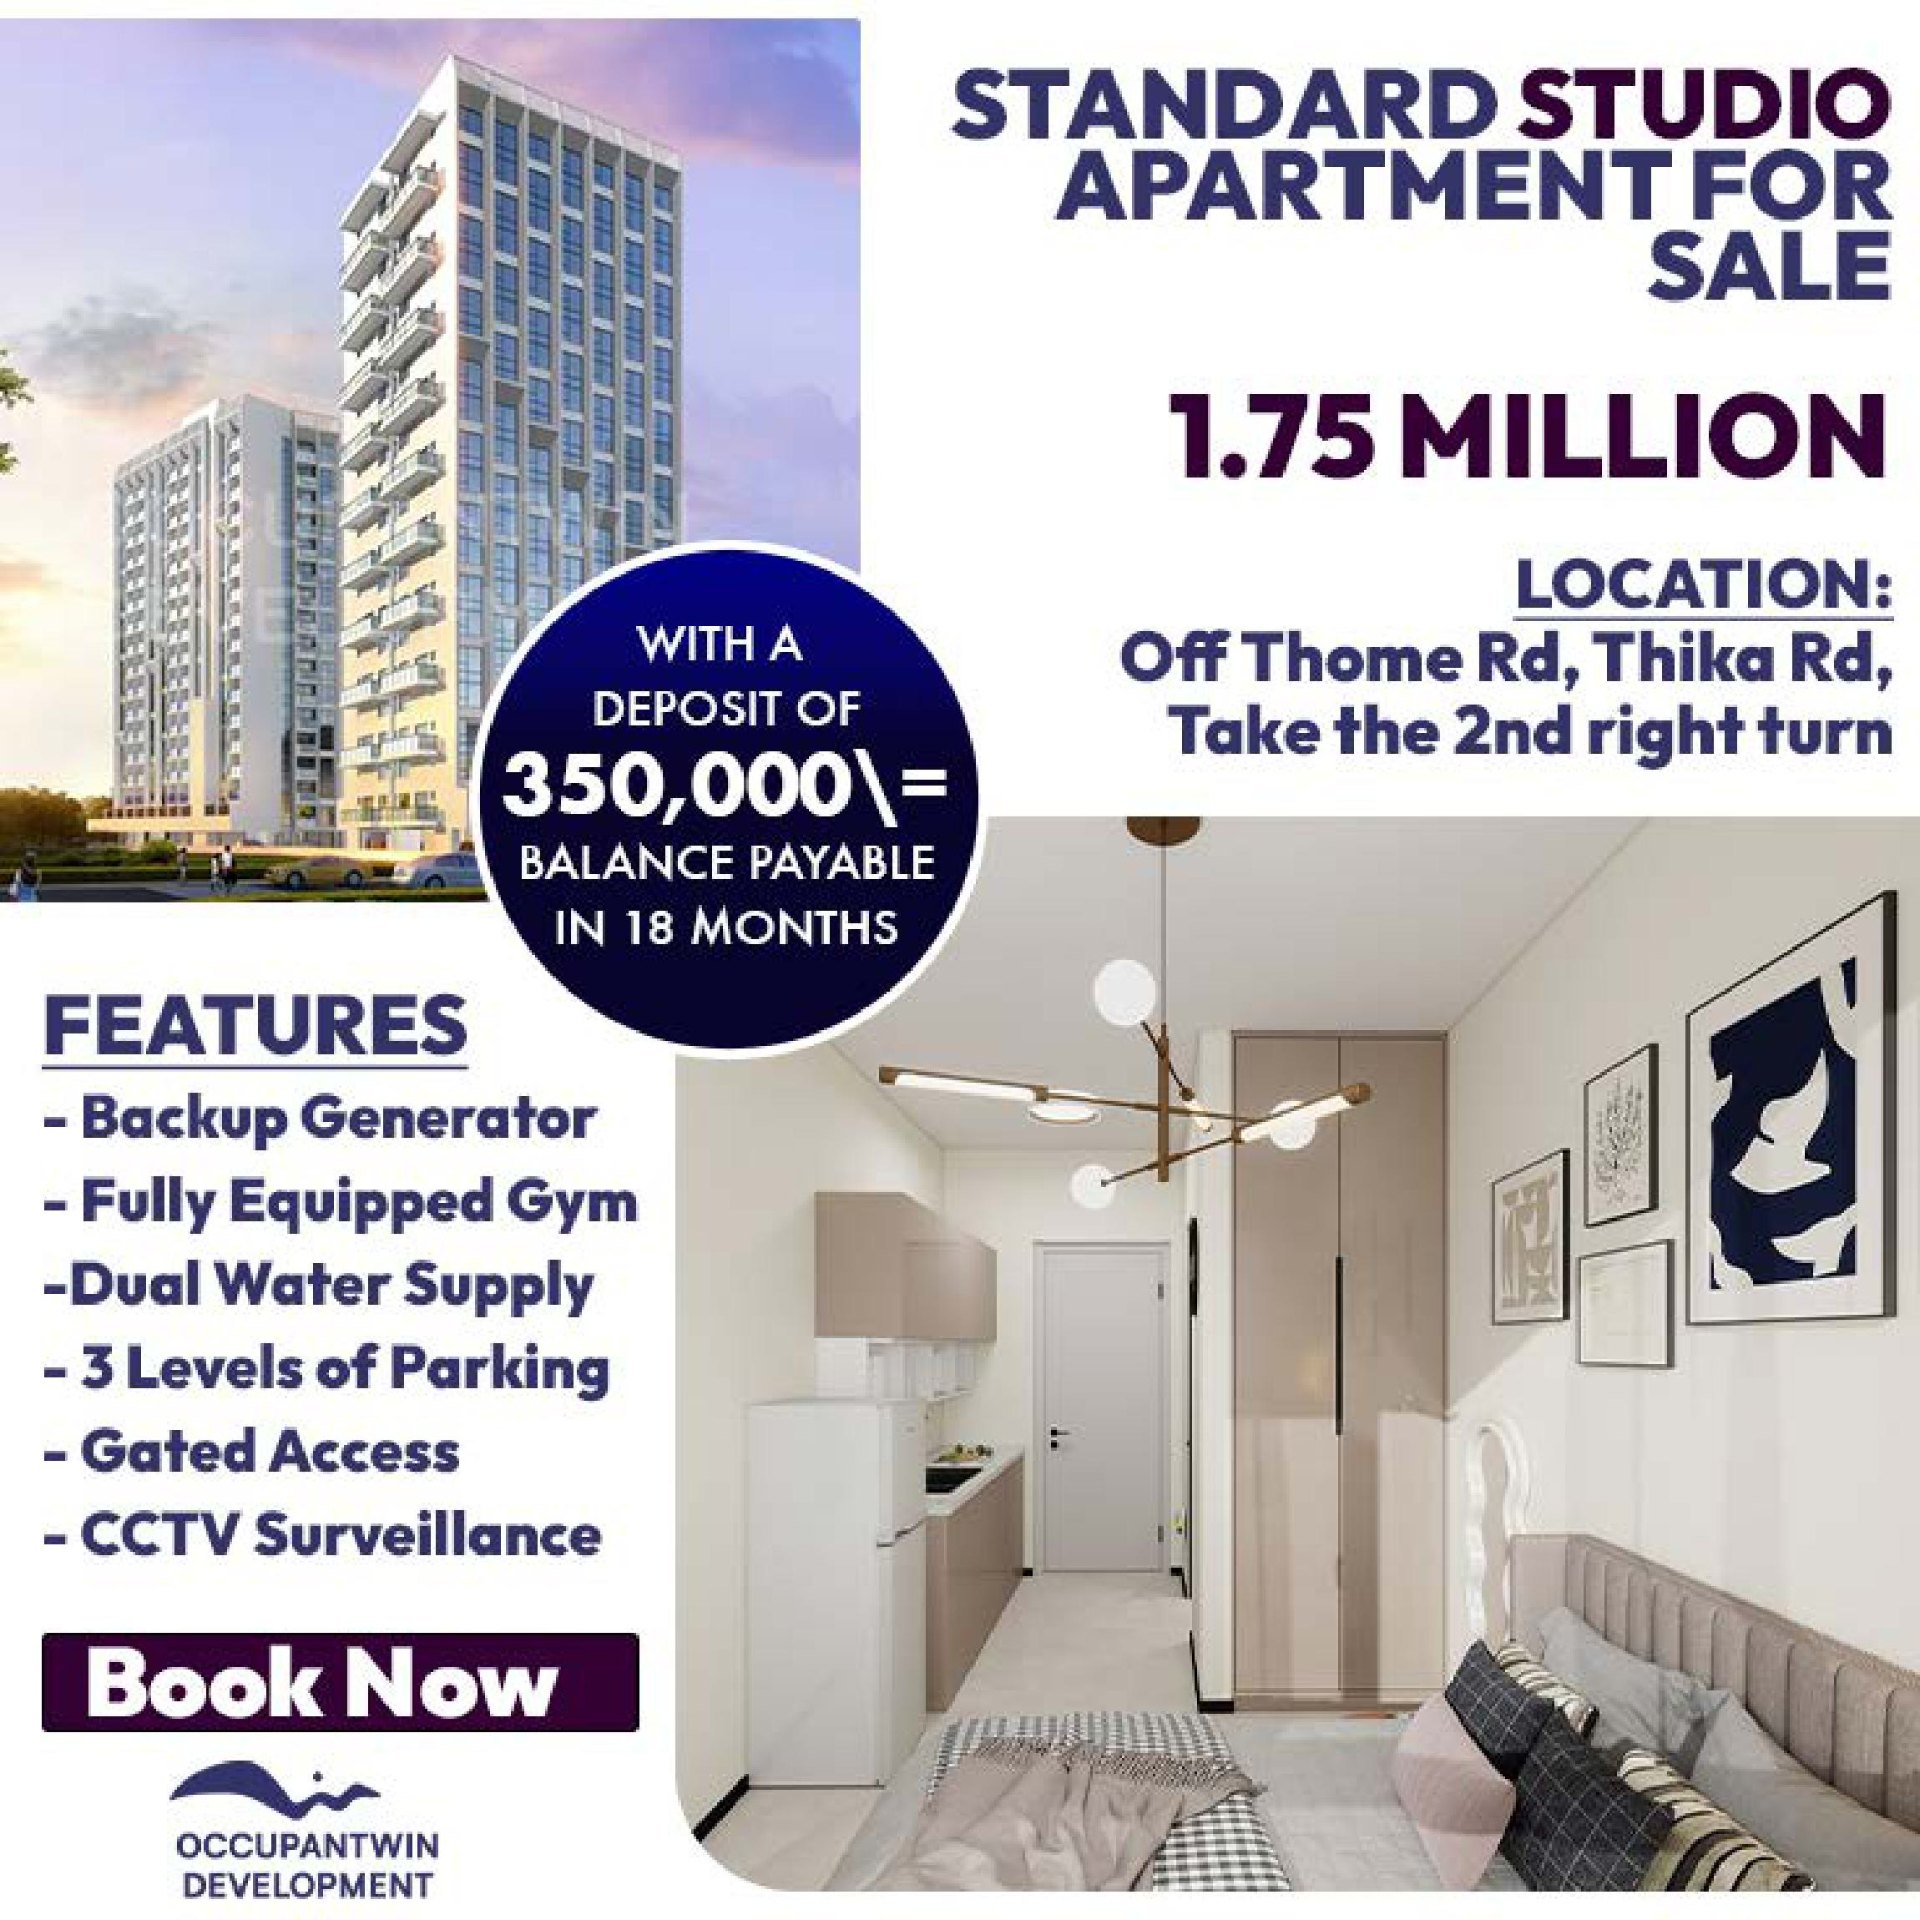 STANDARD STUDIO
APARTMENT FOR
SALE
1.75 MILLION
LOCATION:
Off Thome Rd, Thika Rd,
Take the 2nd right turn
WITH A
DEPOSIT OF
350,000\=
BALANCE PAYABLE
IN 18 MONTHS
FEATURES
- Backup Generator
- Fully Equipped Gym
-Dual Water Supply
- 3 Levels of Parking
- Gated Access
- CCTV Surveillance
Book Now
OCCUPANTWIN
DEVELOPMENT